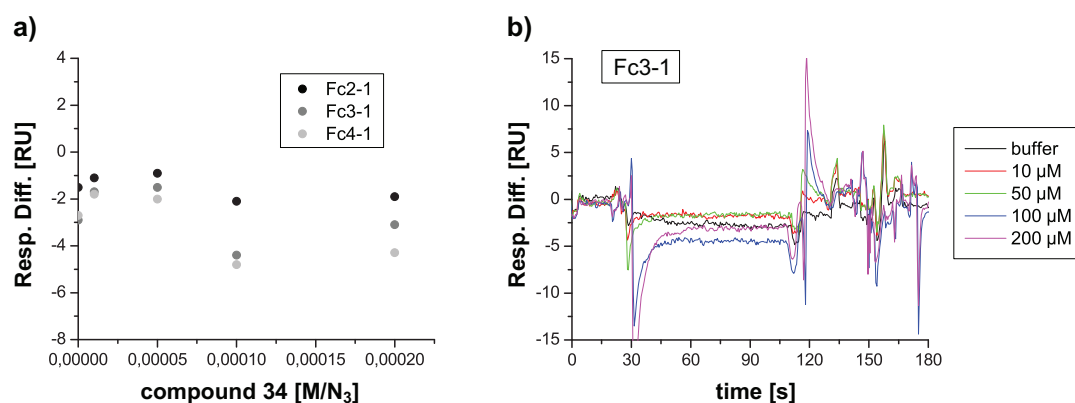 a)
Resp. Diff. [RU]
4
2
0
-2
-4
-6
-8
Fc2-1
Fc3-1
Fc4-1
0,00000
0,00005
0,00010
0,00015
0,00020
compound 34 [M/N3]
b)
Resp. Diff. [RU]
15
10
5
0
-5
-10
-15
Fc3-1
0
30
60
90
120
150
180
time [s]
buffer
10 µM
50 µM
100 µM
200 µM